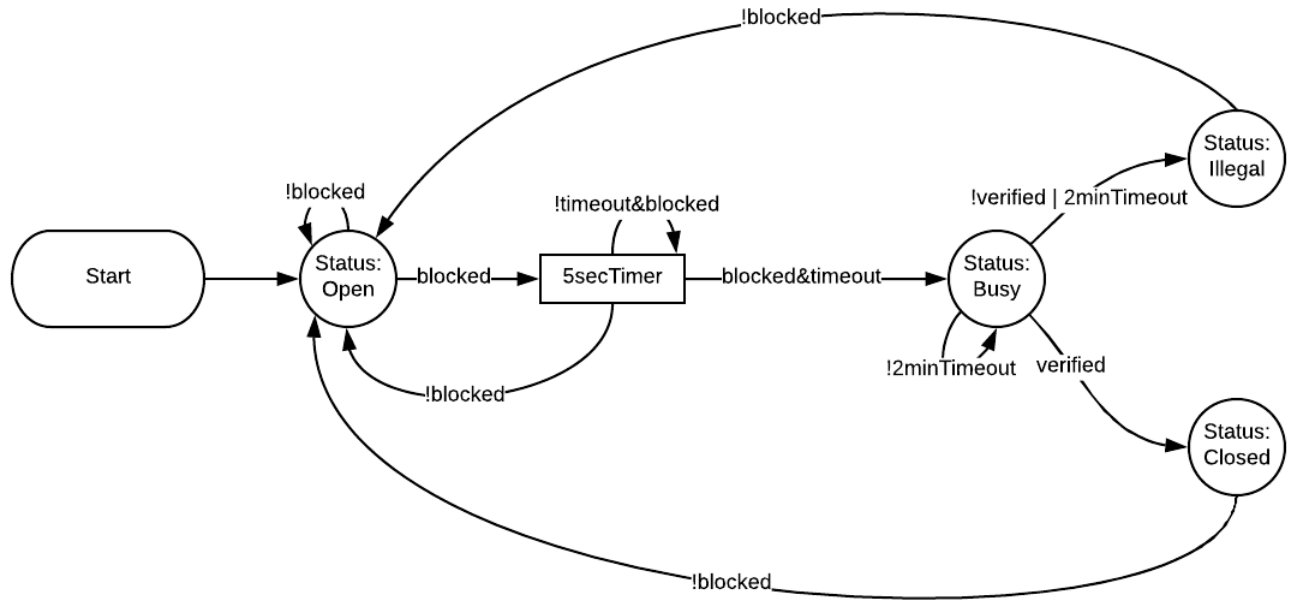 !blocked
Status:
Illegal
!blocked
!timeout&blocked
!verified | 2minTimeout
Start
Status:
Open
blocked
5secTimer
blocked&timeout
Status:
Busy
!2minTimeout
verified
!blocked
Status:
Closed
!blocked